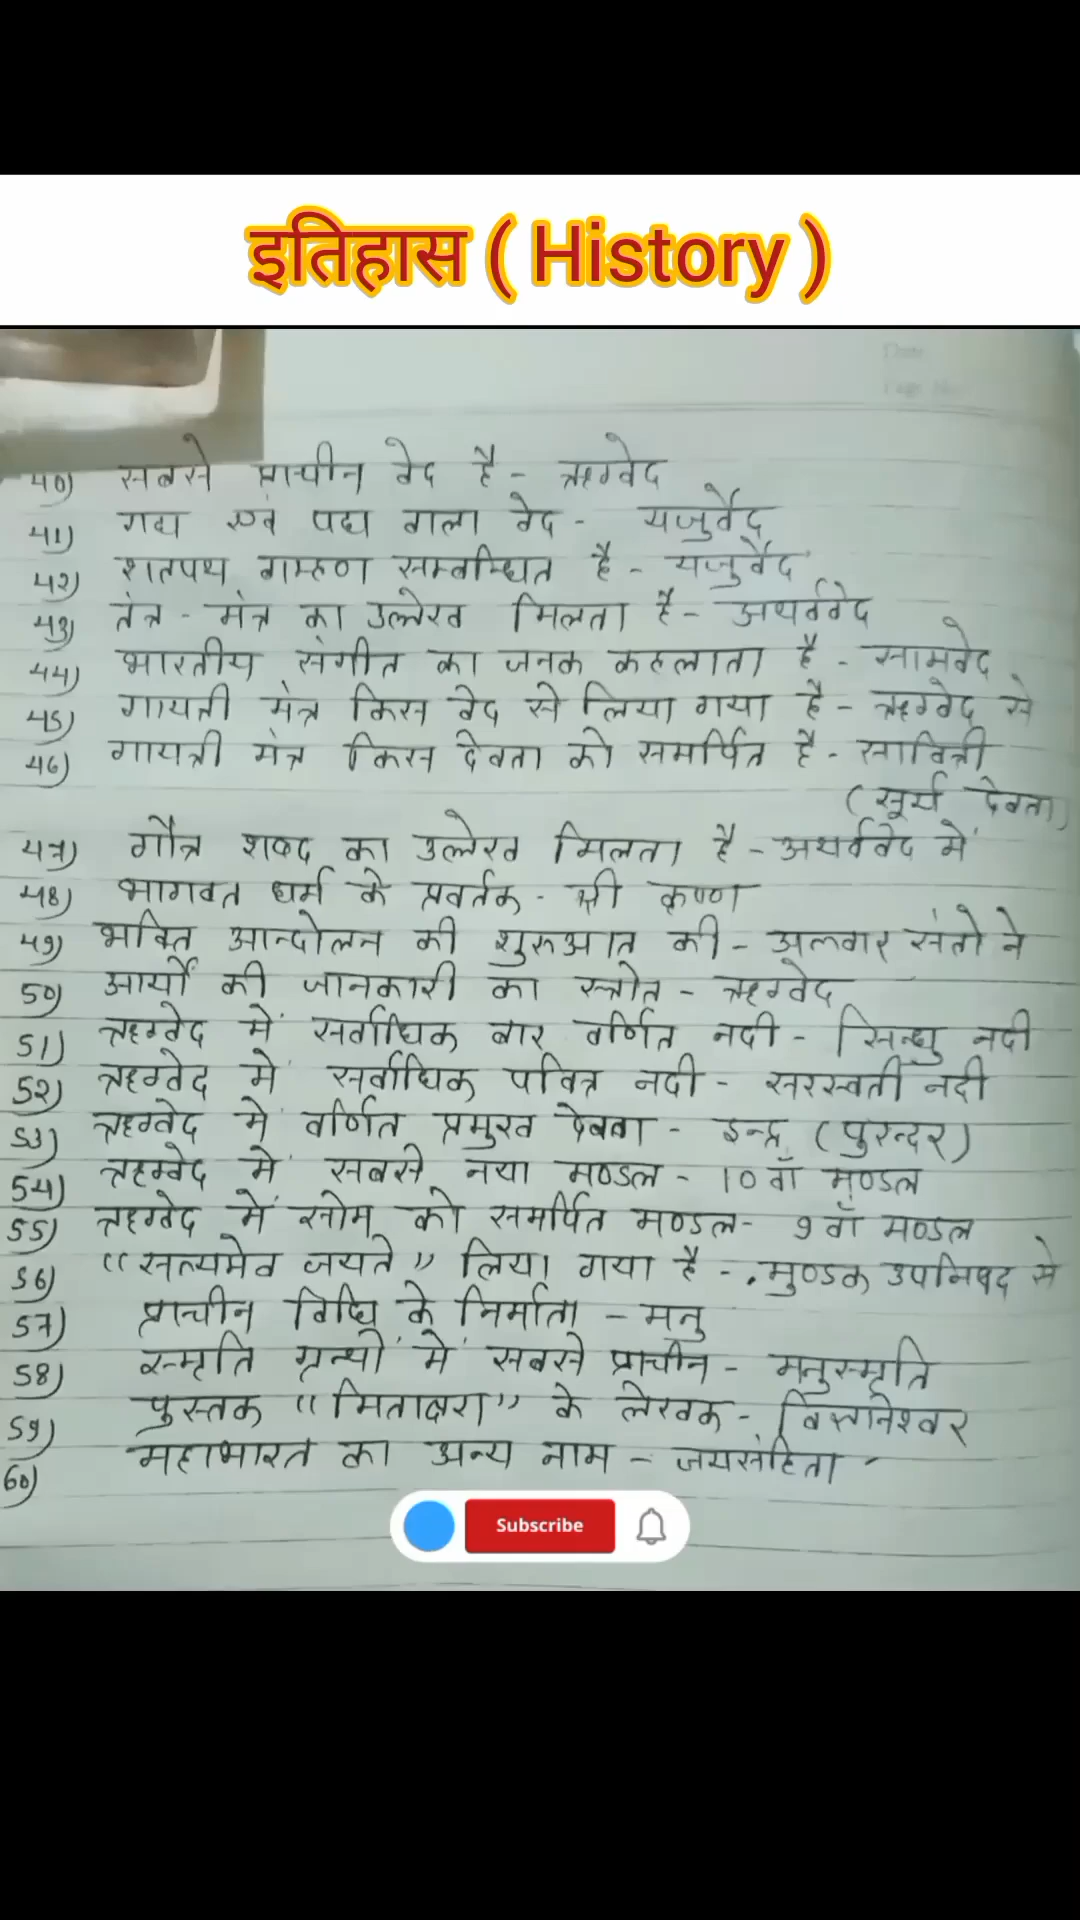 इतिहास ( History )
40) सबसे प्राचीन वेद है - ऋग्वेद
41) गद्य एवं पद्य वाला वेद - यजुर्वेद
42) शतपथ ब्राम्हण सम्बन्धित है - यजुर्वेद
43) तंत्र - मंत्र का उल्लेख मिलता है - अथर्ववेद
44) भारतीय संगीत का जनक कहलाता है - सामवेद
45) गायत्री मंत्र किस वेद से लिया गया है - ऋग्वेद से
46) गायत्री मंत्र किस देवता को समर्पित है - सावित्री
(सूर्य देवता)
47) गौत्र शब्द का उल्लेख मिलता है - अथर्ववेद में
48) भागवत धर्म के प्रवर्तक - श्री कृष्ण
49) भक्ति आन्दोलन की शुरुआत की - अलवार संतो ने
50) आर्यों की जानकारी का स्त्रोत - ऋग्वेद
51) ऋग्वेद में सर्वाधिक बार वर्णित नदी - सिन्धु नदी
52) ऋग्वेद में सर्वाधिक पवित्र नदी - सरस्वती नदी
53) ऋग्वेद में वर्णित प्रमुख देवता - इन्द्र (पुरन्दर)
54) ऋग्वेद में सबसे नया मण्डल - 10 वाँ मण्डल
55) ऋग्वेद में सोम को समर्पित मण्डल - 9 वाँ मण्डल
56) "सत्यमेव जयते" लिया गया है - मुण्डक उपनिषद से
57) प्राचीन विधि के निर्माता - मनु
58) स्मृति ग्रन्थों में सबसे प्राचीन - मनुस्मृति
59) पुस्तक "मिताक्षरा" के लेखक - विज्ञानेश्वर
60) महाभारत का अन्य नाम - जयसंहिता
Subscribe